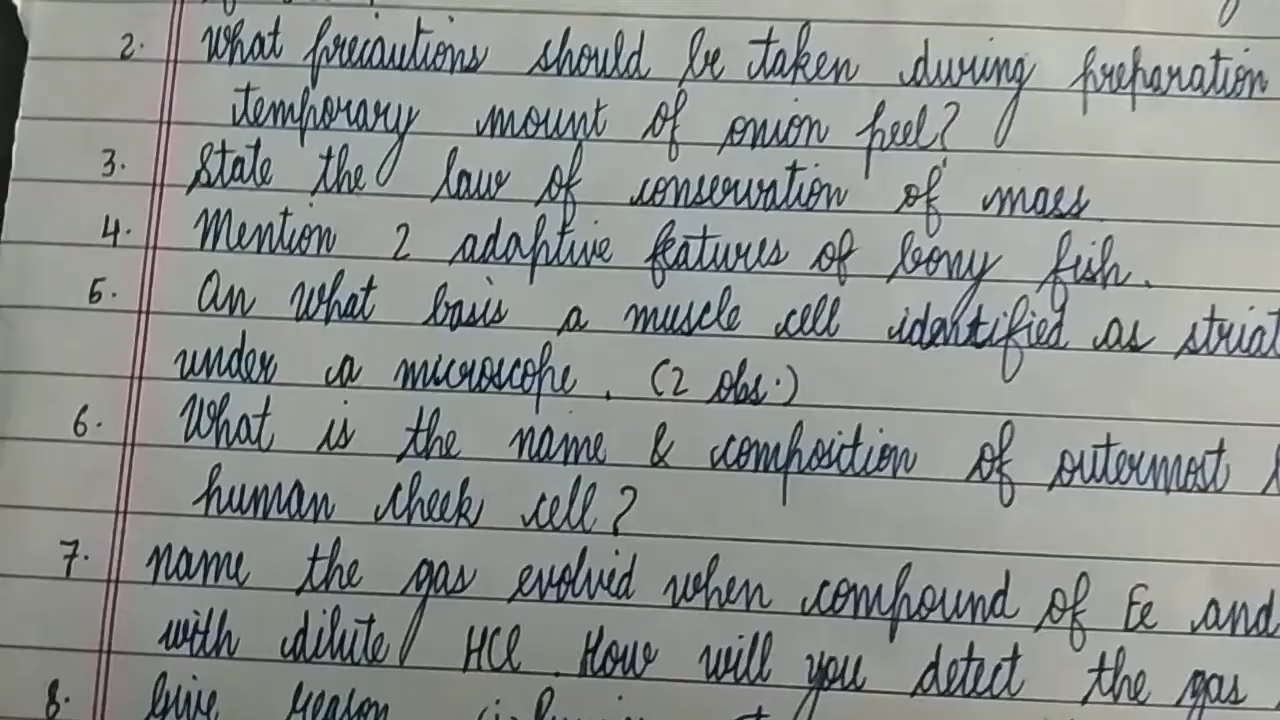 2. What precautions should be taken during preparation
temporary mount of onion peel?
3. State the law of conservation of mass
4. Mention 2 adaptive features of bony fish.
5. On what basis a muscle cell identified as striat
under a microscope. (2 obs.)
6. What is the name & composition of outermost
human cheek cell?
7. name the gas evolved when compound of Fe and
with dilute HCl. How will you detect the gas
8. Give reason